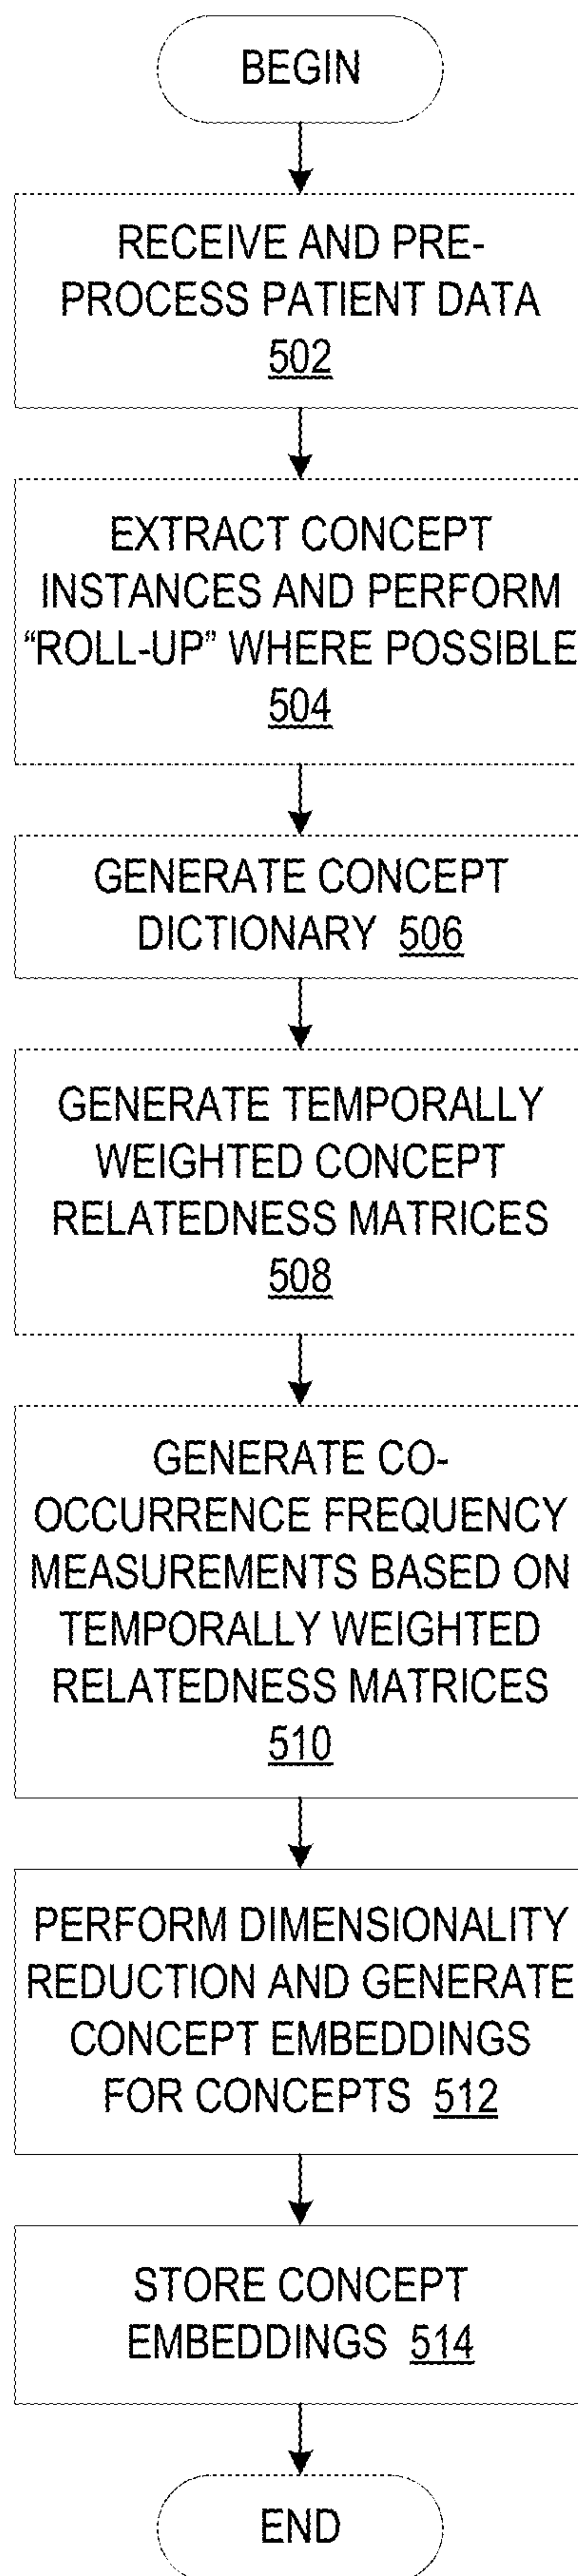 BEGIN
RECEIVE AND PRE-
PROCESS PATIENT DATA
502
EXTRACT CONCEPT
INSTANCES AND PERFORM
“ROLL-UP” WHERE POSSIBLE
504
GENERATE CONCEPT
DICTIONARY 506
GENERATE TEMPORALLY
WEIGHTED CONCEPT
RELATEDNESS MATRICES
508
GENERATE CO-
OCCURRENCE FREQUENCY
MEASUREMENTS BASED ON
TEMPORALLY WEIGHTED
RELATEDNESS MATRICES
510
PERFORM DIMENSIONALITY
REDUCTION AND GENERATE
CONCEPT EMBEDDINGS
FOR CONCEPTS 512
STORE CONCEPT
EMBEDDINGS 514
END